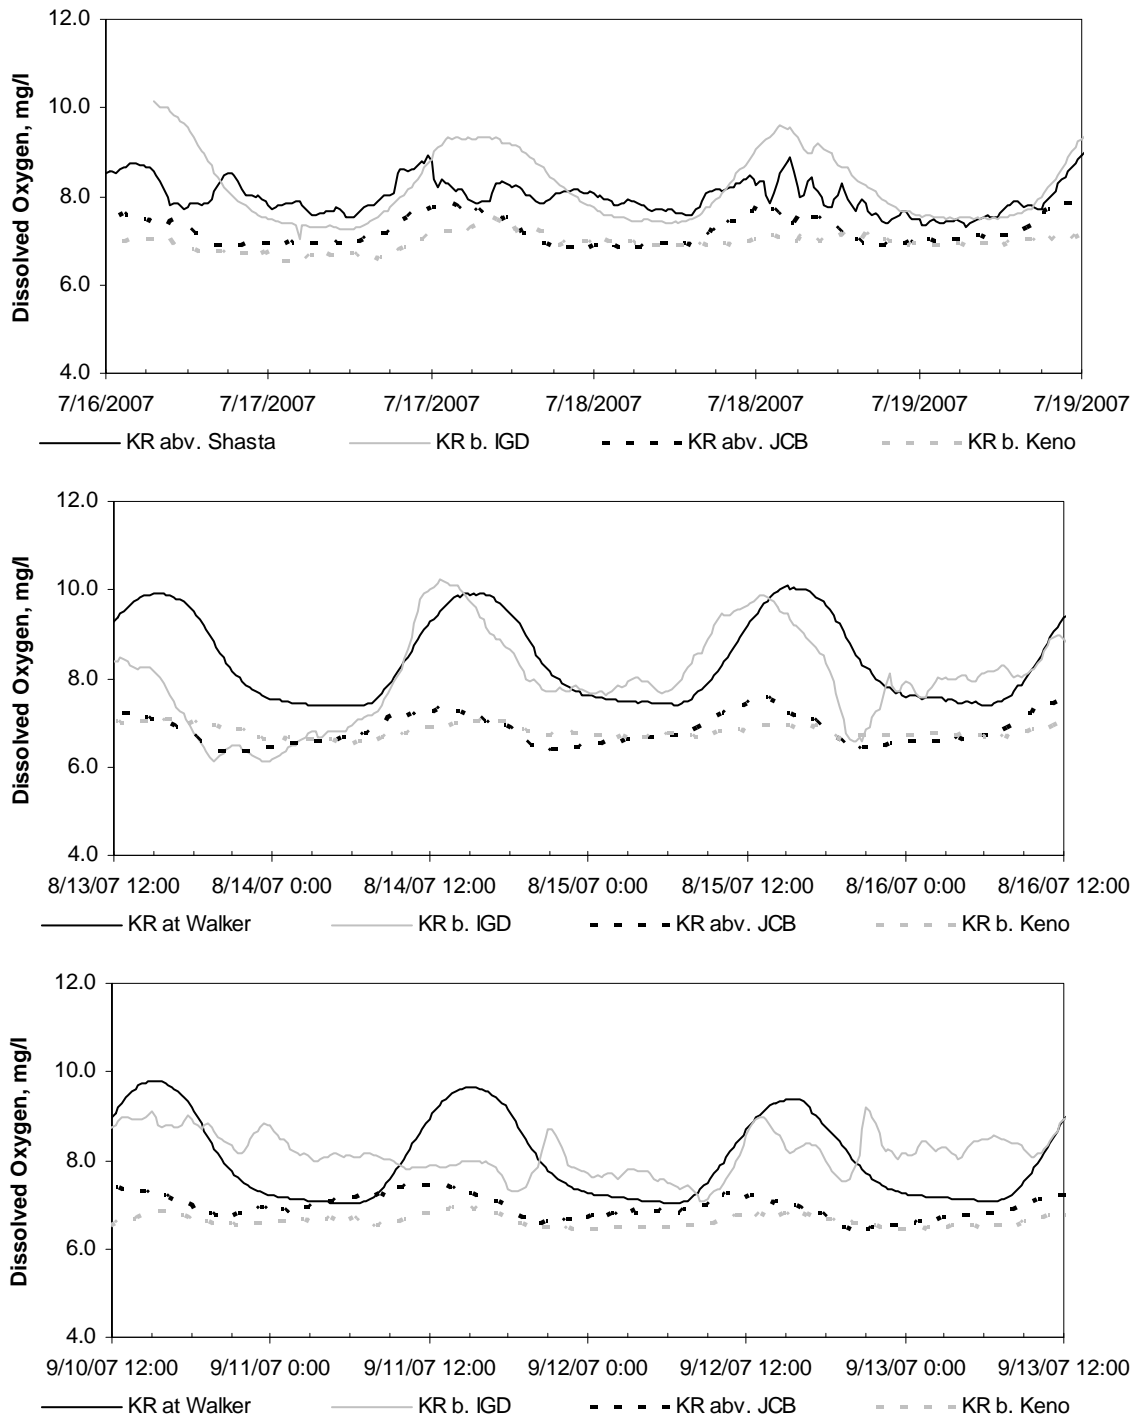 12.0
10.0
8.0
6.0
4.0
Dissolved Oxygen, mg/l
7/16/2007 7/17/2007 7/17/2007 7/18/2007 7/18/2007 7/19/2007 7/19/2007
KR abv. Shasta KR b. IGD KR abv. JCB KR b. Keno
12.0
10.0
8.0
6.0
4.0
Dissolved Oxygen, mg/l
8/13/07 12:00 8/14/07 0:00 8/14/07 12:00 8/15/07 0:00 8/15/07 12:00 8/16/07 0:00 8/16/07 12:00
KR at Walker KR b. IGD KR abv. JCB KR b. Keno
12.0
10.0
8.0
6.0
4.0
Dissolved Oxygen, mg/l
9/10/07 12:00 9/11/07 0:00 9/11/07 12:00 9/12/07 0:00 9/12/07 12:00 9/13/07 0:00 9/13/07 12:00
KR at Walker KR b. IGD KR abv. JCB KR b. Keno